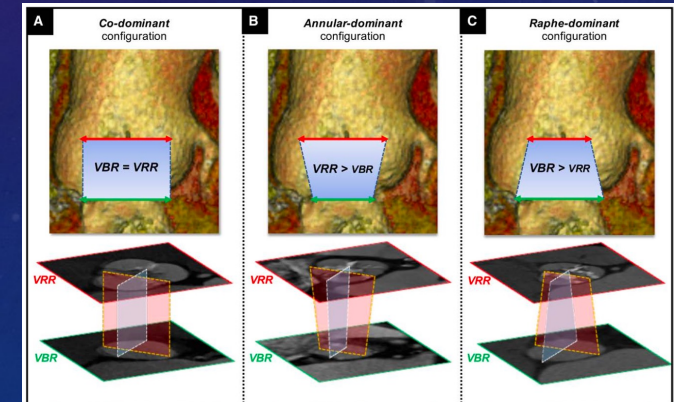 A
Co-dominant
configuration
VBR = VRR
VRR
VBR
B
Annular-dominant
configuration
VRR > VBR
VRR
VBR
C
Raphe-dominant
configuration
VBR > VRR
VRR
VBR